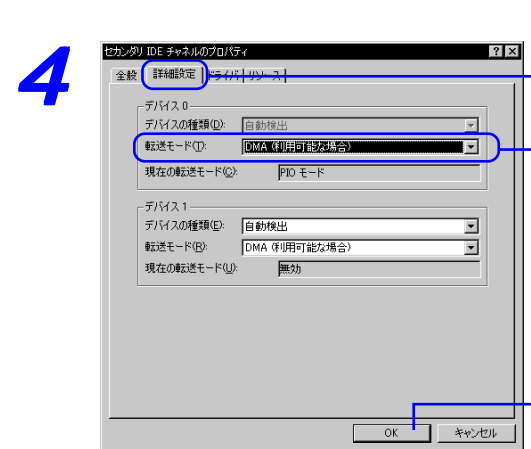 4
セカンダリ IDE チャネルのプロパティ
全般 詳細設定 ドライバ リソース
デバイス 0
デバイスの種類(D): 自動検出
転送モード(T): DMA (利用可能な場合)
現在の転送モード(C): PIO モード
デバイス 1
デバイスの種類(E): 自動検出
転送モード(R): DMA (利用可能な場合)
現在の転送モード(U): 無効
OK キャンセル